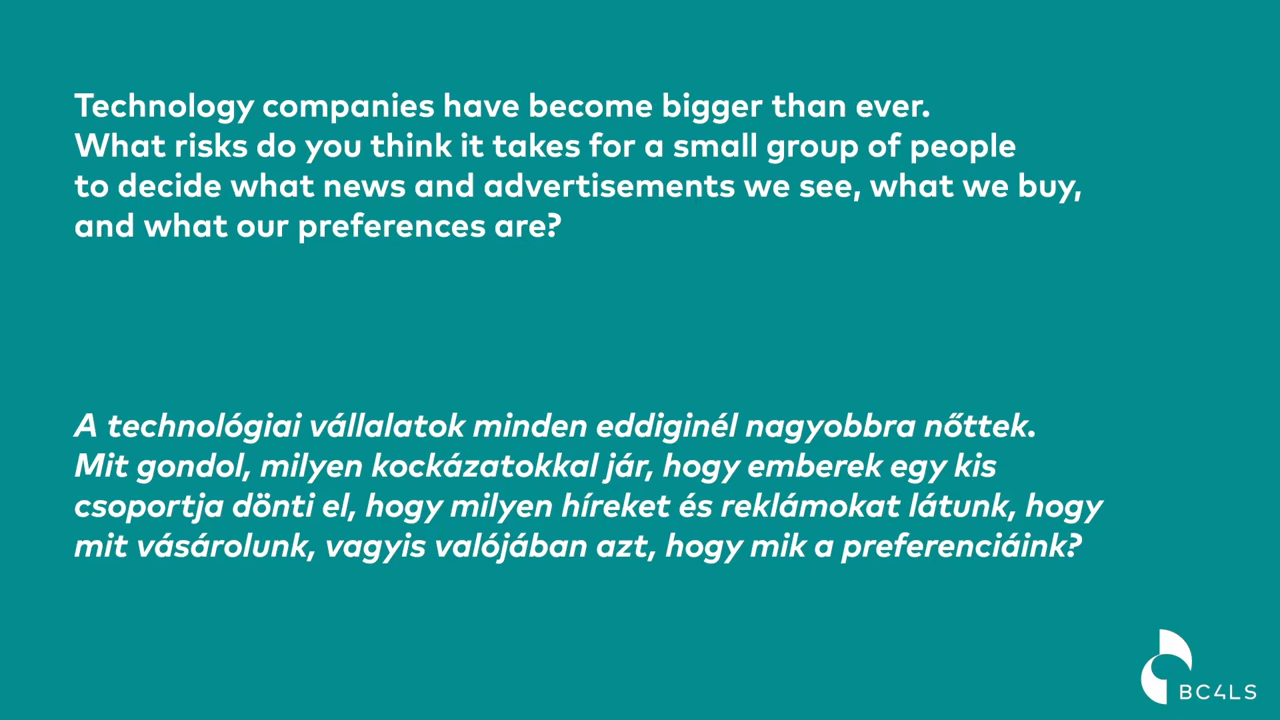 Technology companies have become bigger than ever.
What risks do you think it takes for a small group of people
to decide what news and advertisements we see, what we buy,
and what our preferences are?
A technológiai vállalatok minden eddiginél nagyobbra nőttek.
Mit gondol, milyen kockázatokkal jár, hogy emberek egy kis
csoportja dönti el, hogy milyen híreket és reklámokat látunk, hogy
mit vásárolunk, vagyis valójában azt, hogy mik a preferenciáink?
BC4LS